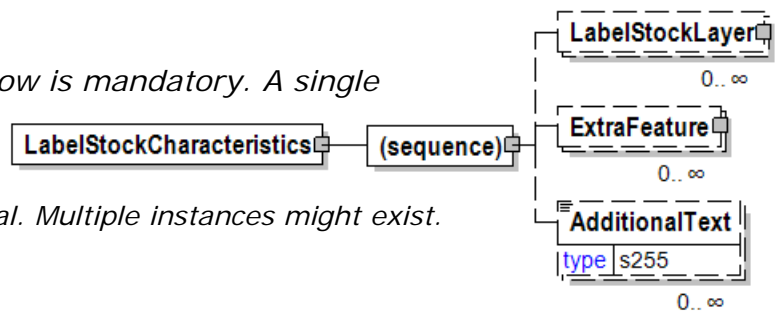 LabelStockLayer
0.. ∞
ow is mandatory. A single
ExtraFeature
LabelStockCharacteristics
(sequence)
0.. ∞
al. Multiple instances might exist.
AdditionalText
type s255
0.. ∞